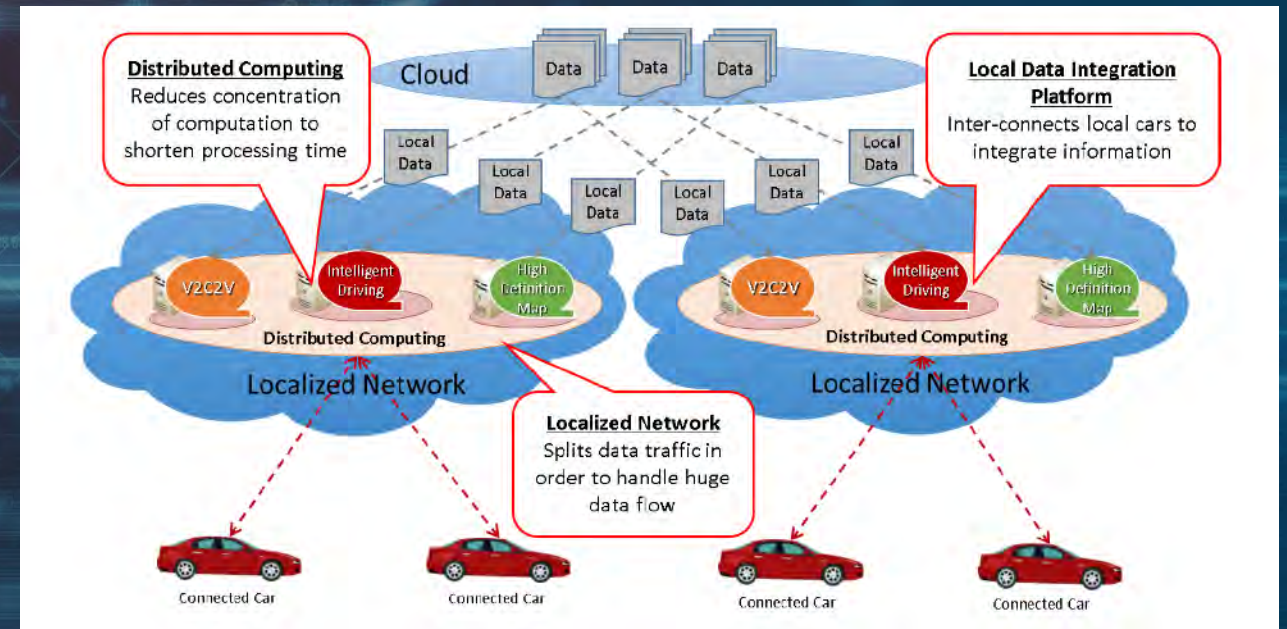 Distributed Computing
Reduces concentration
of computation to
shorten processing time
Cloud
Data
Data
Data
Local Data Integration
Platform
Inter-connects local cars to
integrate information
Local
Data
Local
Data
Local
Data
Local
Data
Local
Data
Local
Data
V2C2V
Intelligent
Driving
High
Definition
Map
Distributed Computing
Localized Network
V2C2V
Intelligent
Driving
High
Definition
Map
Distributed Computing
Localized Network
Localized Network
Splits data traffic in
order to handle huge
data flow
Connected Car
Connected Car
Connected Car
Connected Car